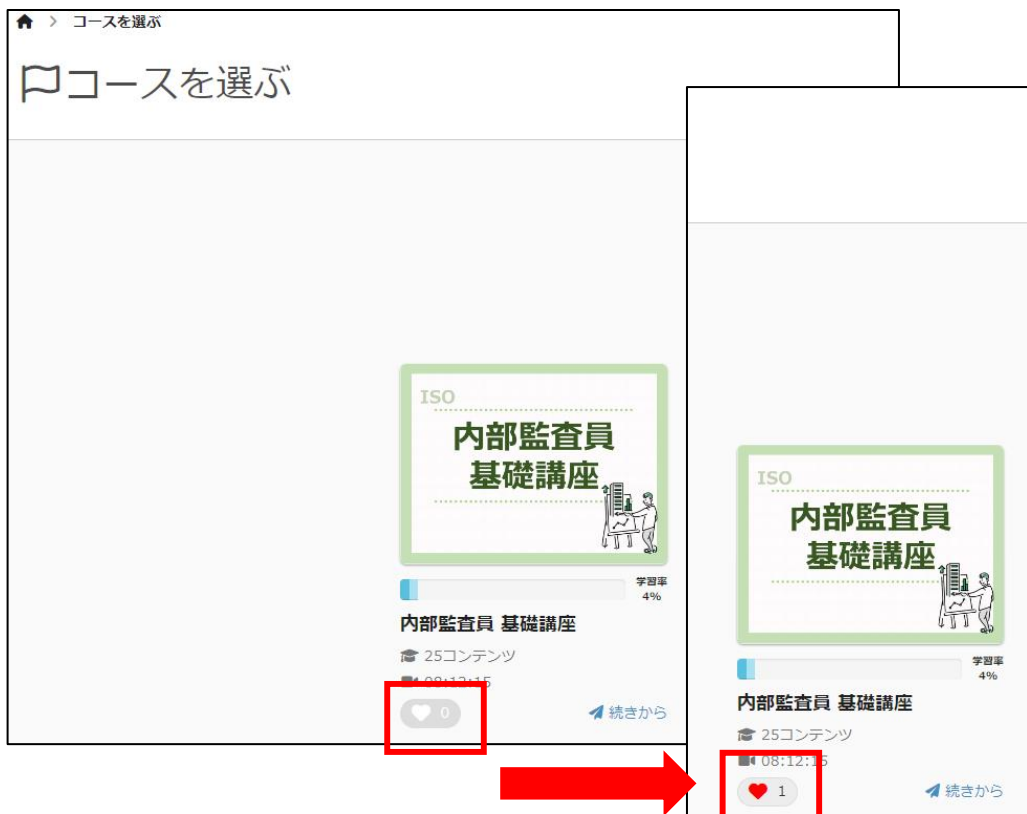 コースを選ぶ
コースを選ぶ
ISO
内部監査員
基礎講座
学習率
4%
内部監査員 基礎講座
25コンテンツ
08:12:15
0
続きから
ISO
内部監査員
基礎講座
学習率
4%
内部監査員 基礎講座
25コンテンツ
08:12:15
1
続きから